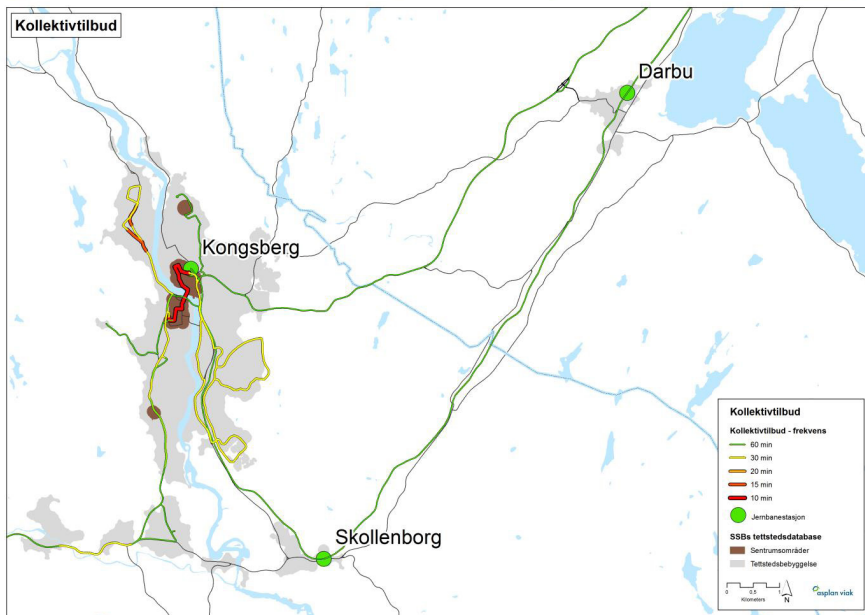 Kollektivtilbud
Darbu
Kongsberg
Skollenborg
Kollektivtilbud
Kollektivtilbud - frekvens
60 min
30 min
20 min
15 min
10 min
Jernbanestasjon
SSBs tettstedsdatabase
Sentrumsområder
Tettstedsbebyggelse
0 0,5 1
Kilometers
N
asplan viak